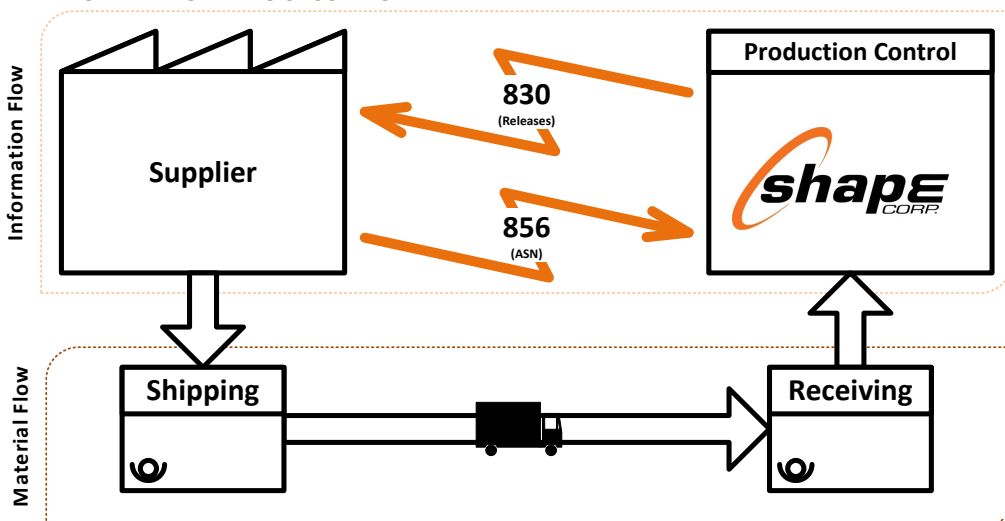 Information Flow
Supplier
830
(Releases)
856
(ASN)
Production Control
shape
CORP.
Material Flow
Shipping
Receiving